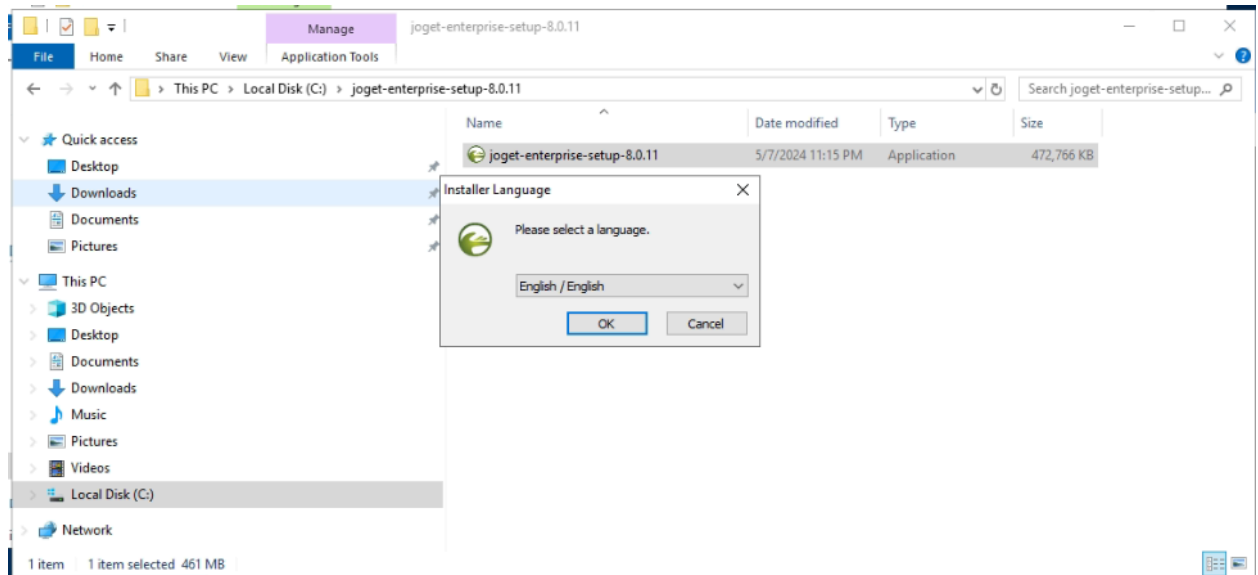 Manage
joget-enterprise-setup-8.0.11
File
Home
Share
View
Application Tools
This PC > Local Disk (C:) > joget-enterprise-setup-8.0.11
Search joget-enterprise-setup...
Name
Date modified
Type
Size
joget-enterprise-setup-8.0.11
5/7/2024 11:15 PM
Application
472,766 KB
Quick access
Desktop
Downloads
Documents
Pictures
This PC
3D Objects
Desktop
Documents
Downloads
Music
Pictures
Videos
Local Disk (C:)
Network
Installer Language
Please select a language.
English / English
OK
Cancel
1 item
1 item selected 461 MB